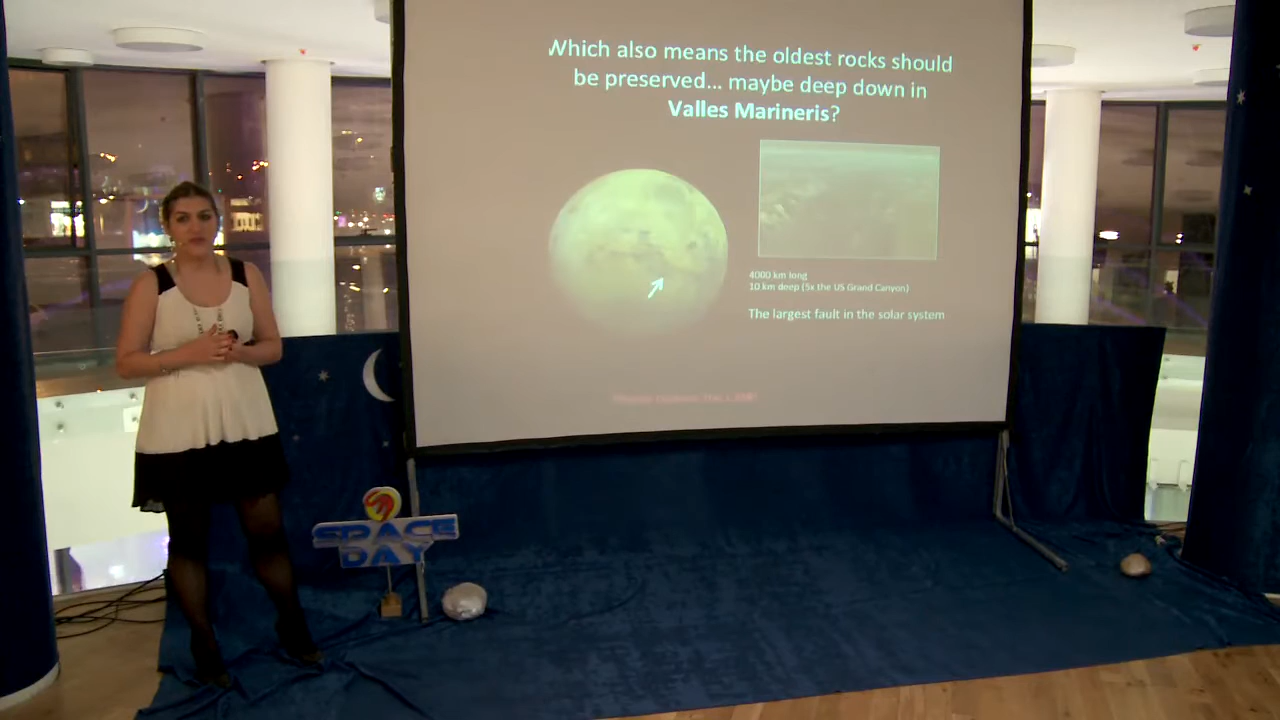 Which also means the oldest rocks should
be preserved... maybe deep down in
Valles Marineris?
4000 km long
10 km deep (5x the US Grand Canyon)
The largest fault in the solar system
SPACE
DAY